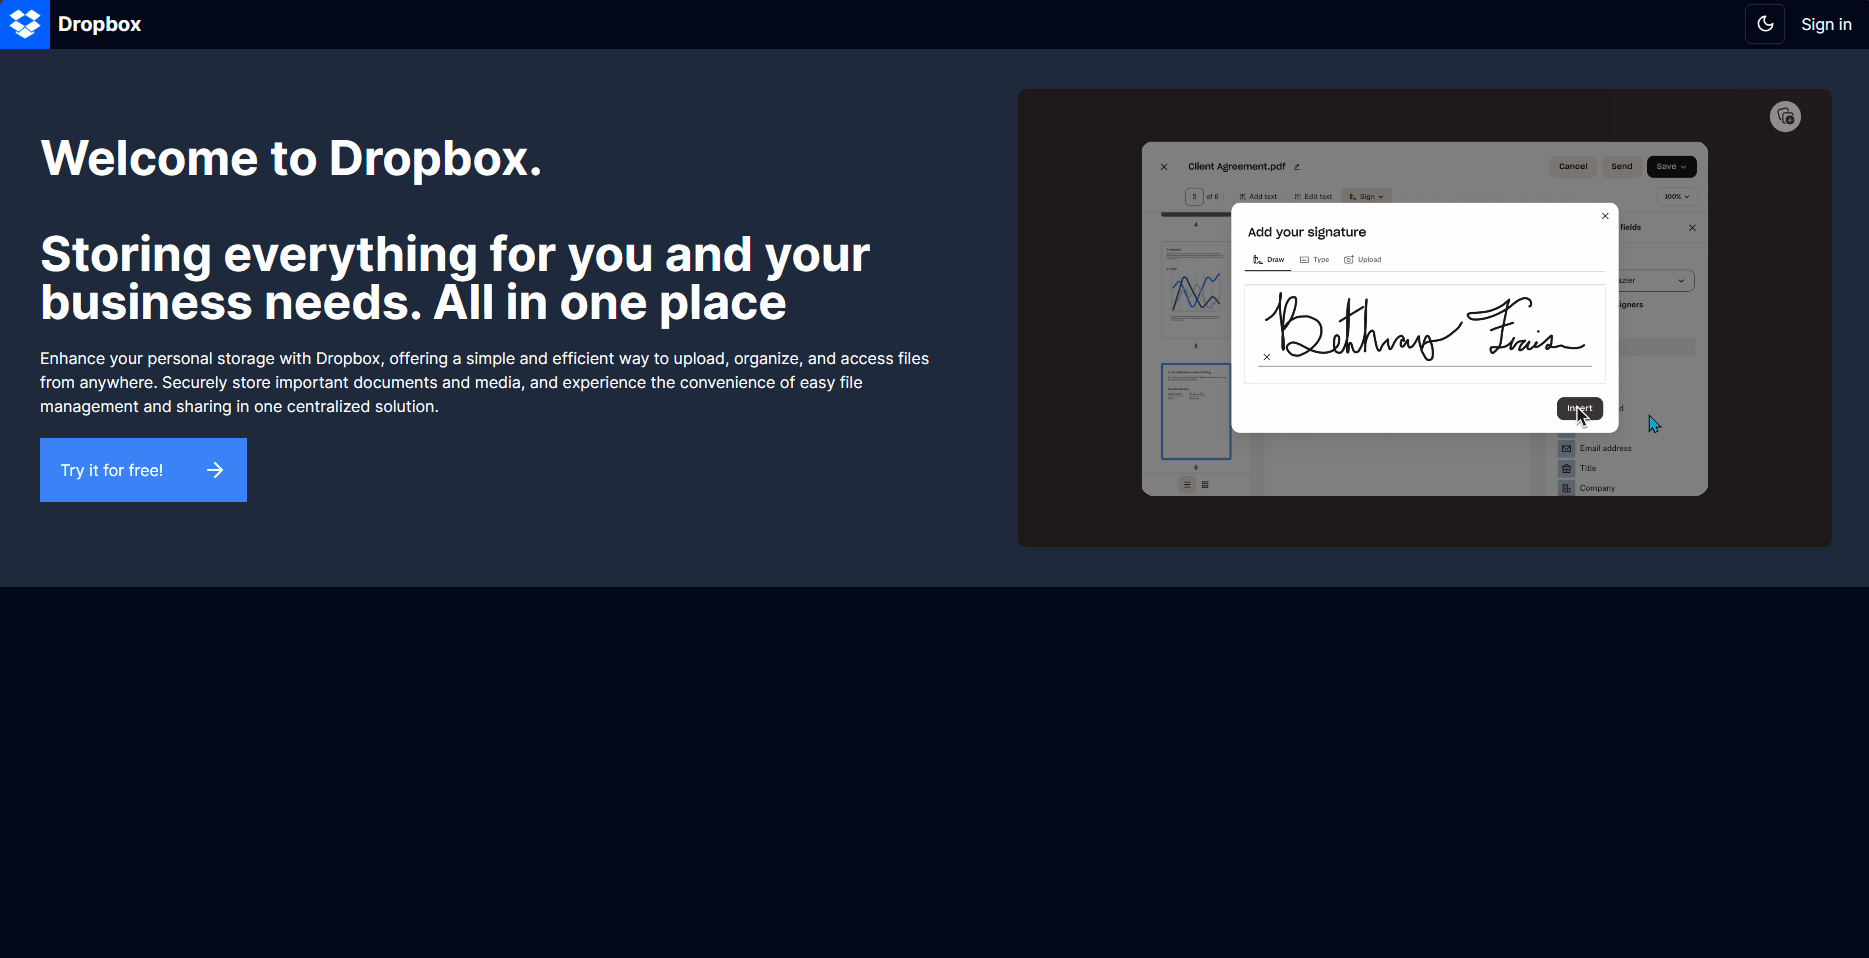 Dropbox
Sign in
Welcome to Dropbox.
Storing everything for you and your
business needs. All in one place
Enhance your personal storage with Dropbox, offering a simple and efficient way to upload, organize, and access files
from anywhere. Securely store important documents and media, and experience the convenience of easy file
management and sharing in one centralized solution.
Try it for free!
Client Agreement.pdf
Cancel
Send
Save
5 of 6
Add text
Edit text
Sign
100%
4
fields
Add your signature
Draw
Type
Upload
5
Email address
Title
Company
6